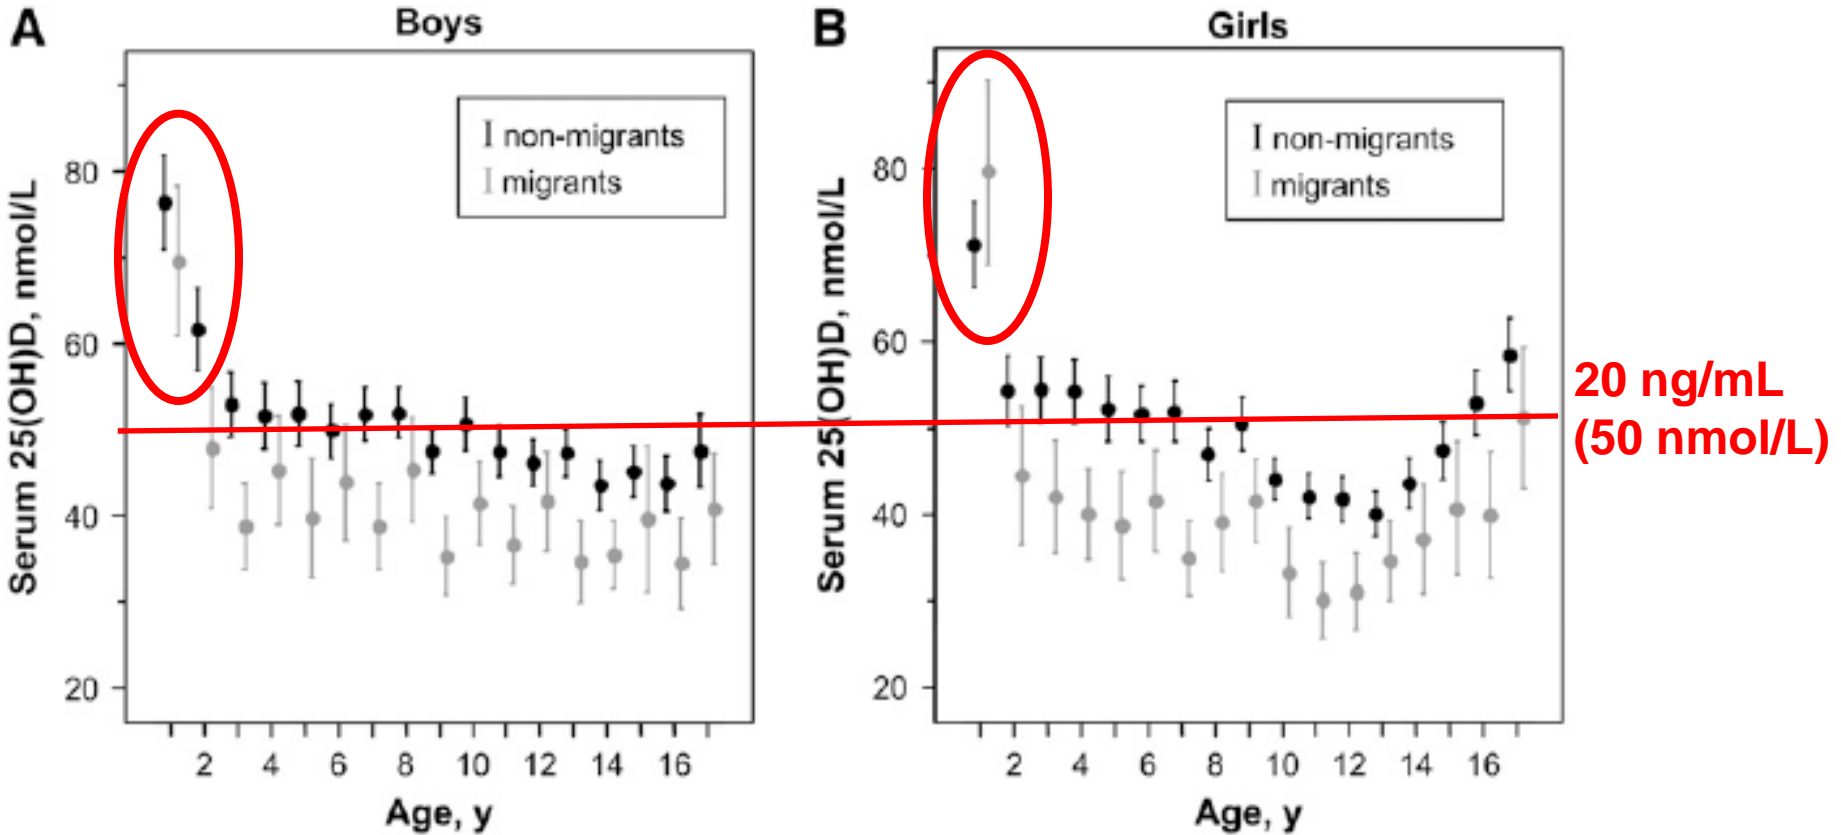 A
Boys
I non-migrants
I migrants
80
60
40
20
Serum 25(OH)D, nmol/L
2 4 6 8 10 12 14 16
Age, y
B
Girls
I non-migrants
I migrants
80
60
40
20
Serum 25(OH)D, nmol/L
2 4 6 8 10 12 14 16
Age, y
20 ng/mL
(50 nmol/L)